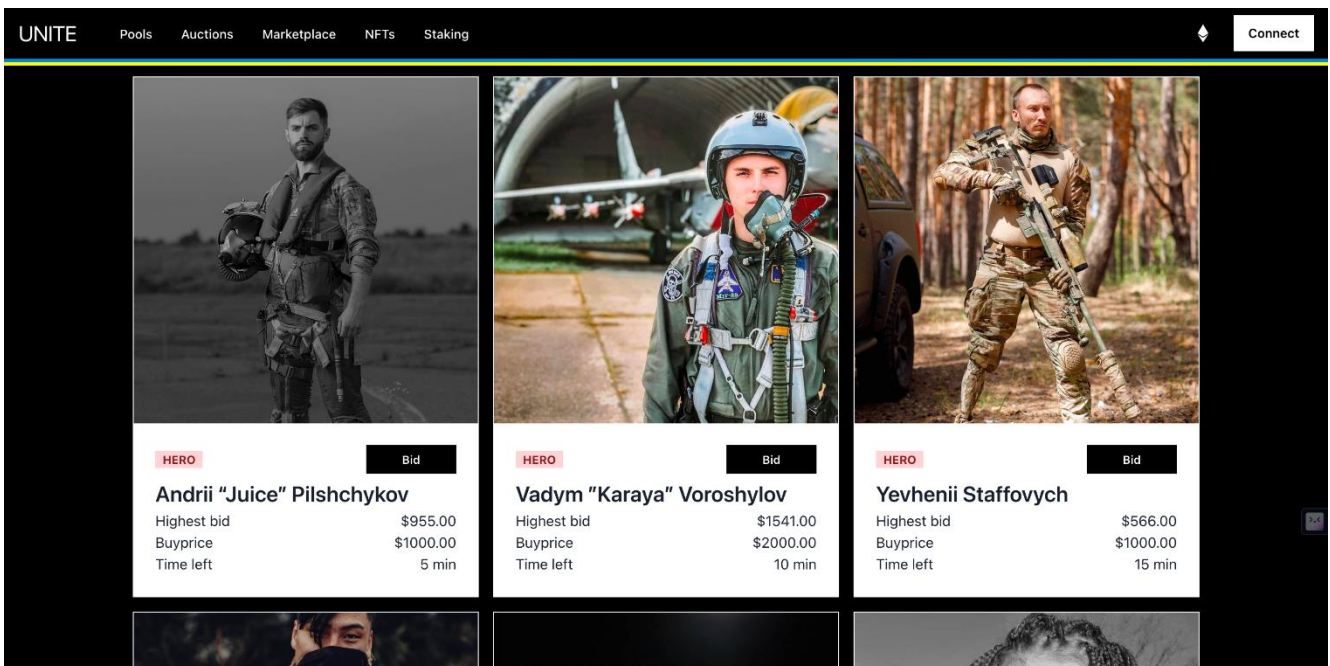 UNITE
Pools Auctions Marketplace NFTs Staking
Connect
HERO Bid
Andrii “Juice” Pilshchykov
Highest bid $955.00
Buyprice $1000.00
Time left 5 min
HERO Bid
Vadym ”Karaya” Voroshylov
Highest bid $1541.00
Buyprice $2000.00
Time left 10 min
HERO Bid
Yevhenii Staffovych
Highest bid $566.00
Buyprice $1000.00
Time left 15 min